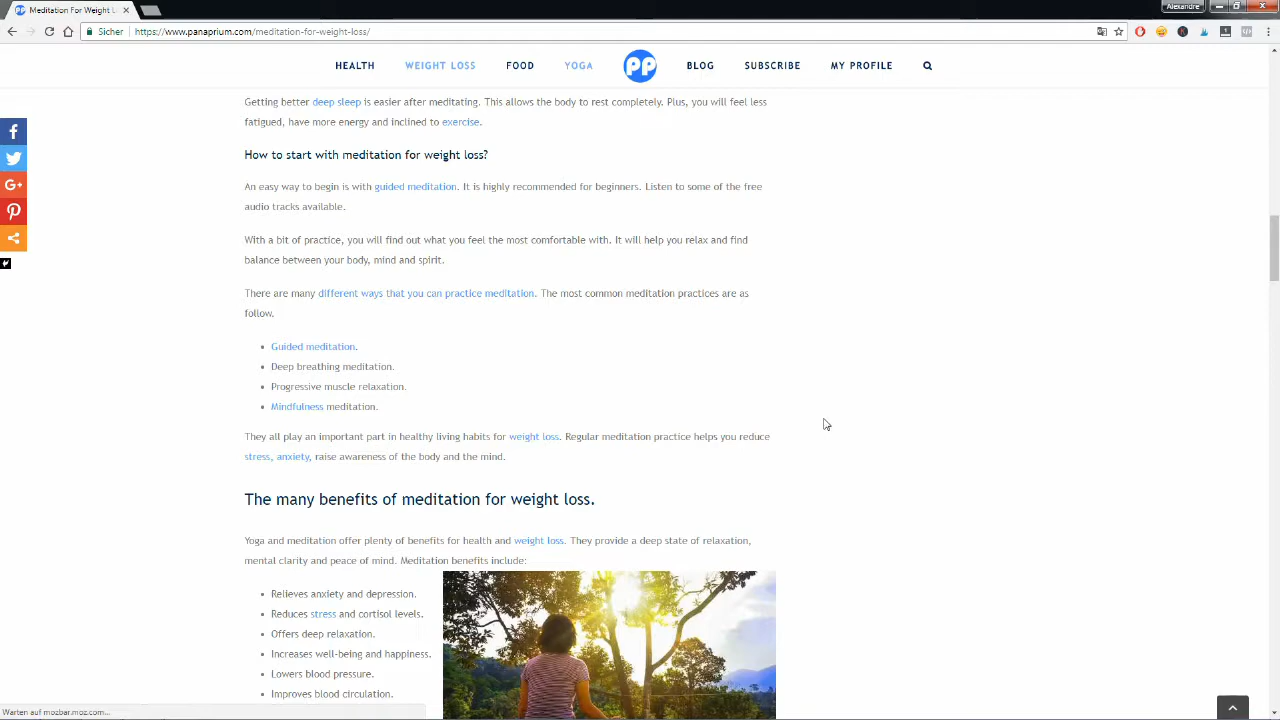 Meditation For Weight L
Alexandre
Sicher
https://www.panaprium.com/meditation-for-weight-loss/
HEALTH WEIGHT LOSS FOOD YOGA PP BLOG SUBSCRIBE MY PROFILE
Getting better deep sleep is easier after meditating. This allows the body to rest completely. Plus, you will feel less
fatigued, have more energy and inclined to exercise.
How to start with meditation for weight loss?
An easy way to begin is with guided meditation. It is highly recommended for beginners. Listen to some of the free
audio tracks available.
With a bit of practice, you will find out what you feel the most comfortable with. It will help you relax and find
balance between your body, mind and spirit.
There are many different ways that you can practice meditation. The most common meditation practices are as
follow.
Guided meditation.
Deep breathing meditation.
Progressive muscle relaxation.
Mindfulness meditation.
They all play an important part in healthy living habits for weight loss. Regular meditation practice helps you reduce
stress, anxiety, raise awareness of the body and the mind.
The many benefits of meditation for weight loss.
Yoga and meditation offer plenty of benefits for health and weight loss. They provide a deep state of relaxation,
mental clarity and peace of mind. Meditation benefits include:
Relieves anxiety and depression.
Reduces stress and cortisol levels.
Offers deep relaxation.
Increases well-being and happiness.
Lowers blood pressure.
Improves blood circulation.
Warten auf mozbar.moz.com...